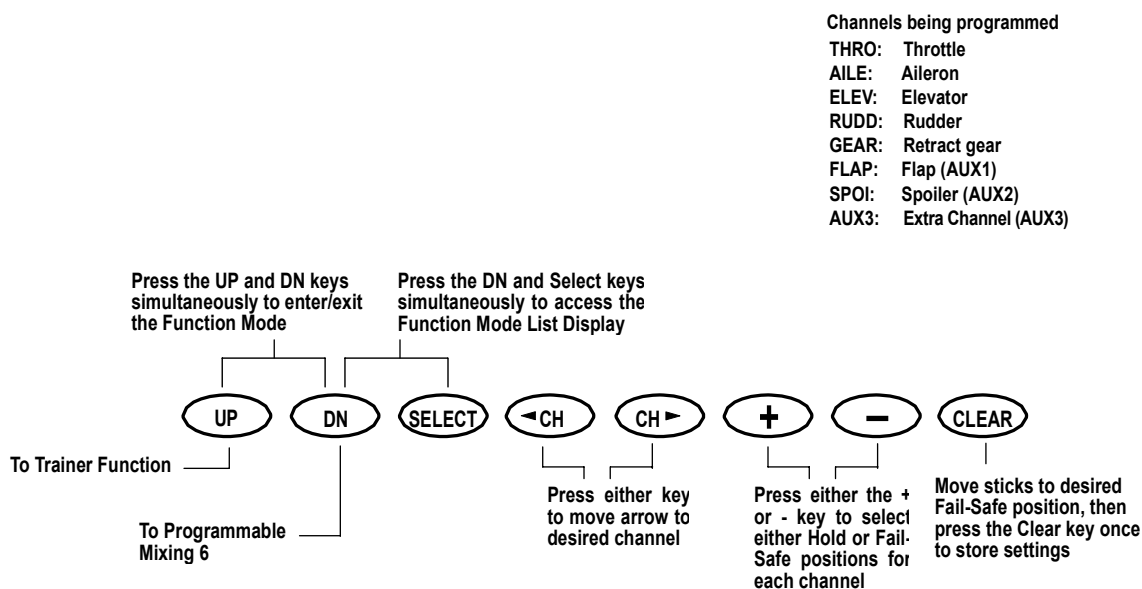 Channels being programmed
THRO: Throttle
AILE: Aileron
ELEV: Elevator
RUDD: Rudder
GEAR: Retract gear
FLAP: Flap (AUX1)
SPOI: Spoiler (AUX2)
AUX3: Extra Channel (AUX3)
Press the UP and DN keys
simultaneously to enter/exit
the Function Mode
Press the DN and Select keys
simultaneously to access the
Function Mode List Display
UP
DN
SELECT
◄CH
CH►
+
−
CLEAR
To Trainer Function
To Programmable
Mixing 6
Press either key
to move arrow to
desired channel
Press either the +
or - key to select
either Hold or Fail-
Safe positions for
each channel
Move sticks to desired
Fail-Safe position, then
press the Clear key once
to store settings